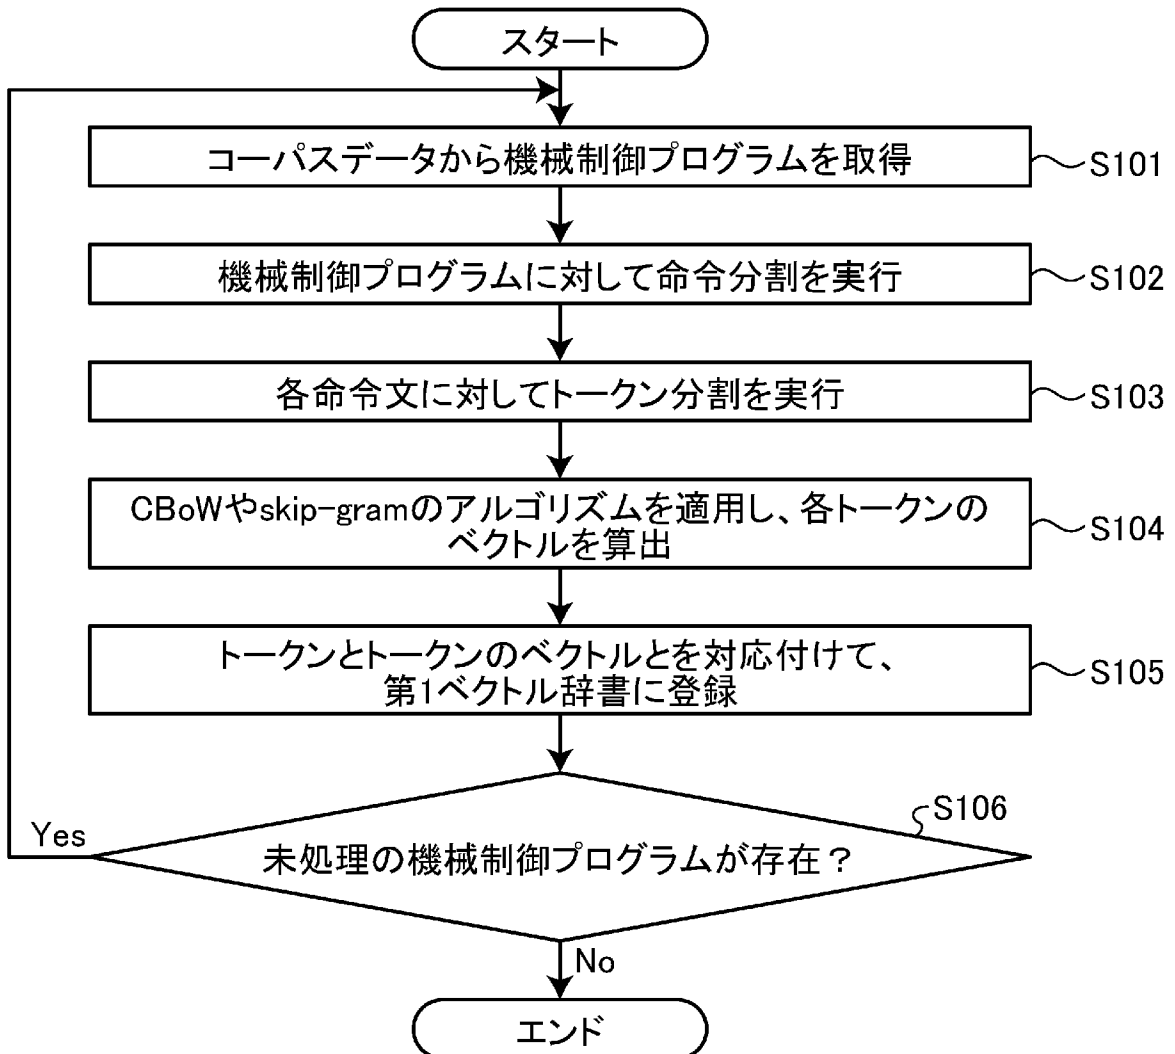 スタート
コーパスデータから機械制御プログラムを取得
S101
機械制御プログラムに対して命令分割を実行
S102
各命令文に対してトークン分割を実行
S103
CBoWやskip-gramのアルゴリズムを適用し、各トークンの
ベクトルを算出
S104
トークンとトークンのベクトルとを対応付けて、
第1ベクトル辞書に登録
S105
S106
Yes
未処理の機械制御プログラムが存在？
No
エンド